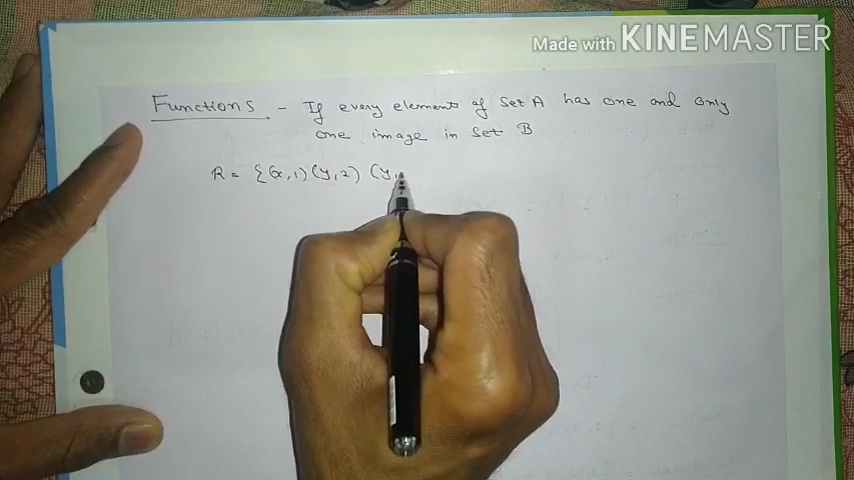 Made with KINEMASTER
Functions - If every elements of Set A has one and only
one image in Set B
R = {(x,1)(y,2) (y,